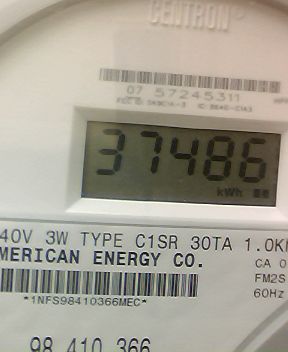 CENTRON®
07 57245311
37486
kWh
40V 3W TYPE C1SR 30TA 1.0K
MERICAN ENERGY CO.
CA 0
FM2S
60Hz
*1NFS98410366MEC*
98 410 366